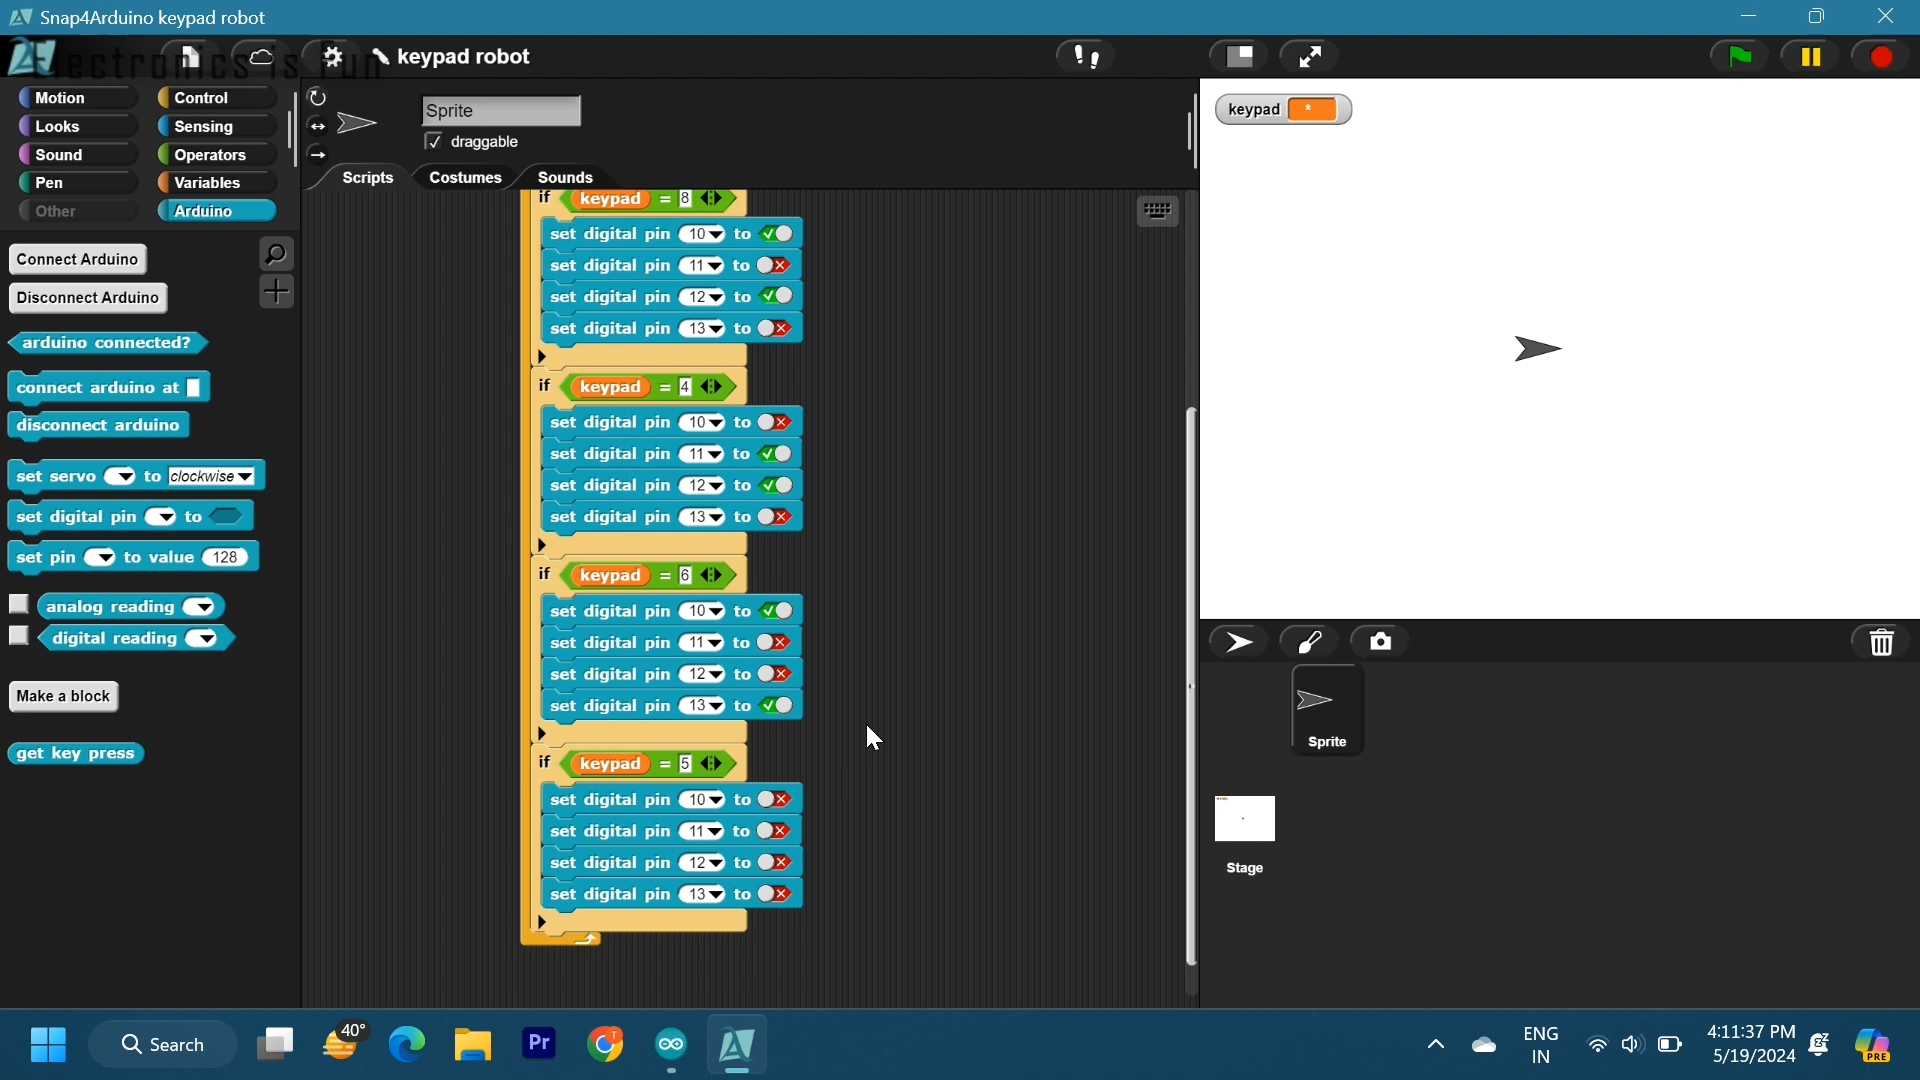 Snap4Arduino keypad robot
Electronics is Fun
keypad robot
Motion
Control
Looks
Sensing
Sound
Operators
Pen
Variables
Other
Arduino
Connect Arduino
Disconnect Arduino
arduino connected?
connect arduino at
disconnect arduino
set servo to clockwise
set digital pin to
set pin to value 128
analog reading
digital reading
Make a block
get key press
Sprite
draggable
Scripts
Costumes
Sounds
if keypad = 8
set digital pin 10 to
set digital pin 11 to
set digital pin 12 to
set digital pin 13 to
if keypad = 4
set digital pin 10 to
set digital pin 11 to
set digital pin 12 to
set digital pin 13 to
if keypad = 6
set digital pin 10 to
set digital pin 11 to
set digital pin 12 to
set digital pin 13 to
if keypad = 5
set digital pin 10 to
set digital pin 11 to
set digital pin 12 to
set digital pin 13 to
keypad *
Sprite
Stage
Search
40°
Pr
T
ENG
IN
4:11:37 PM
5/19/2024
PRE